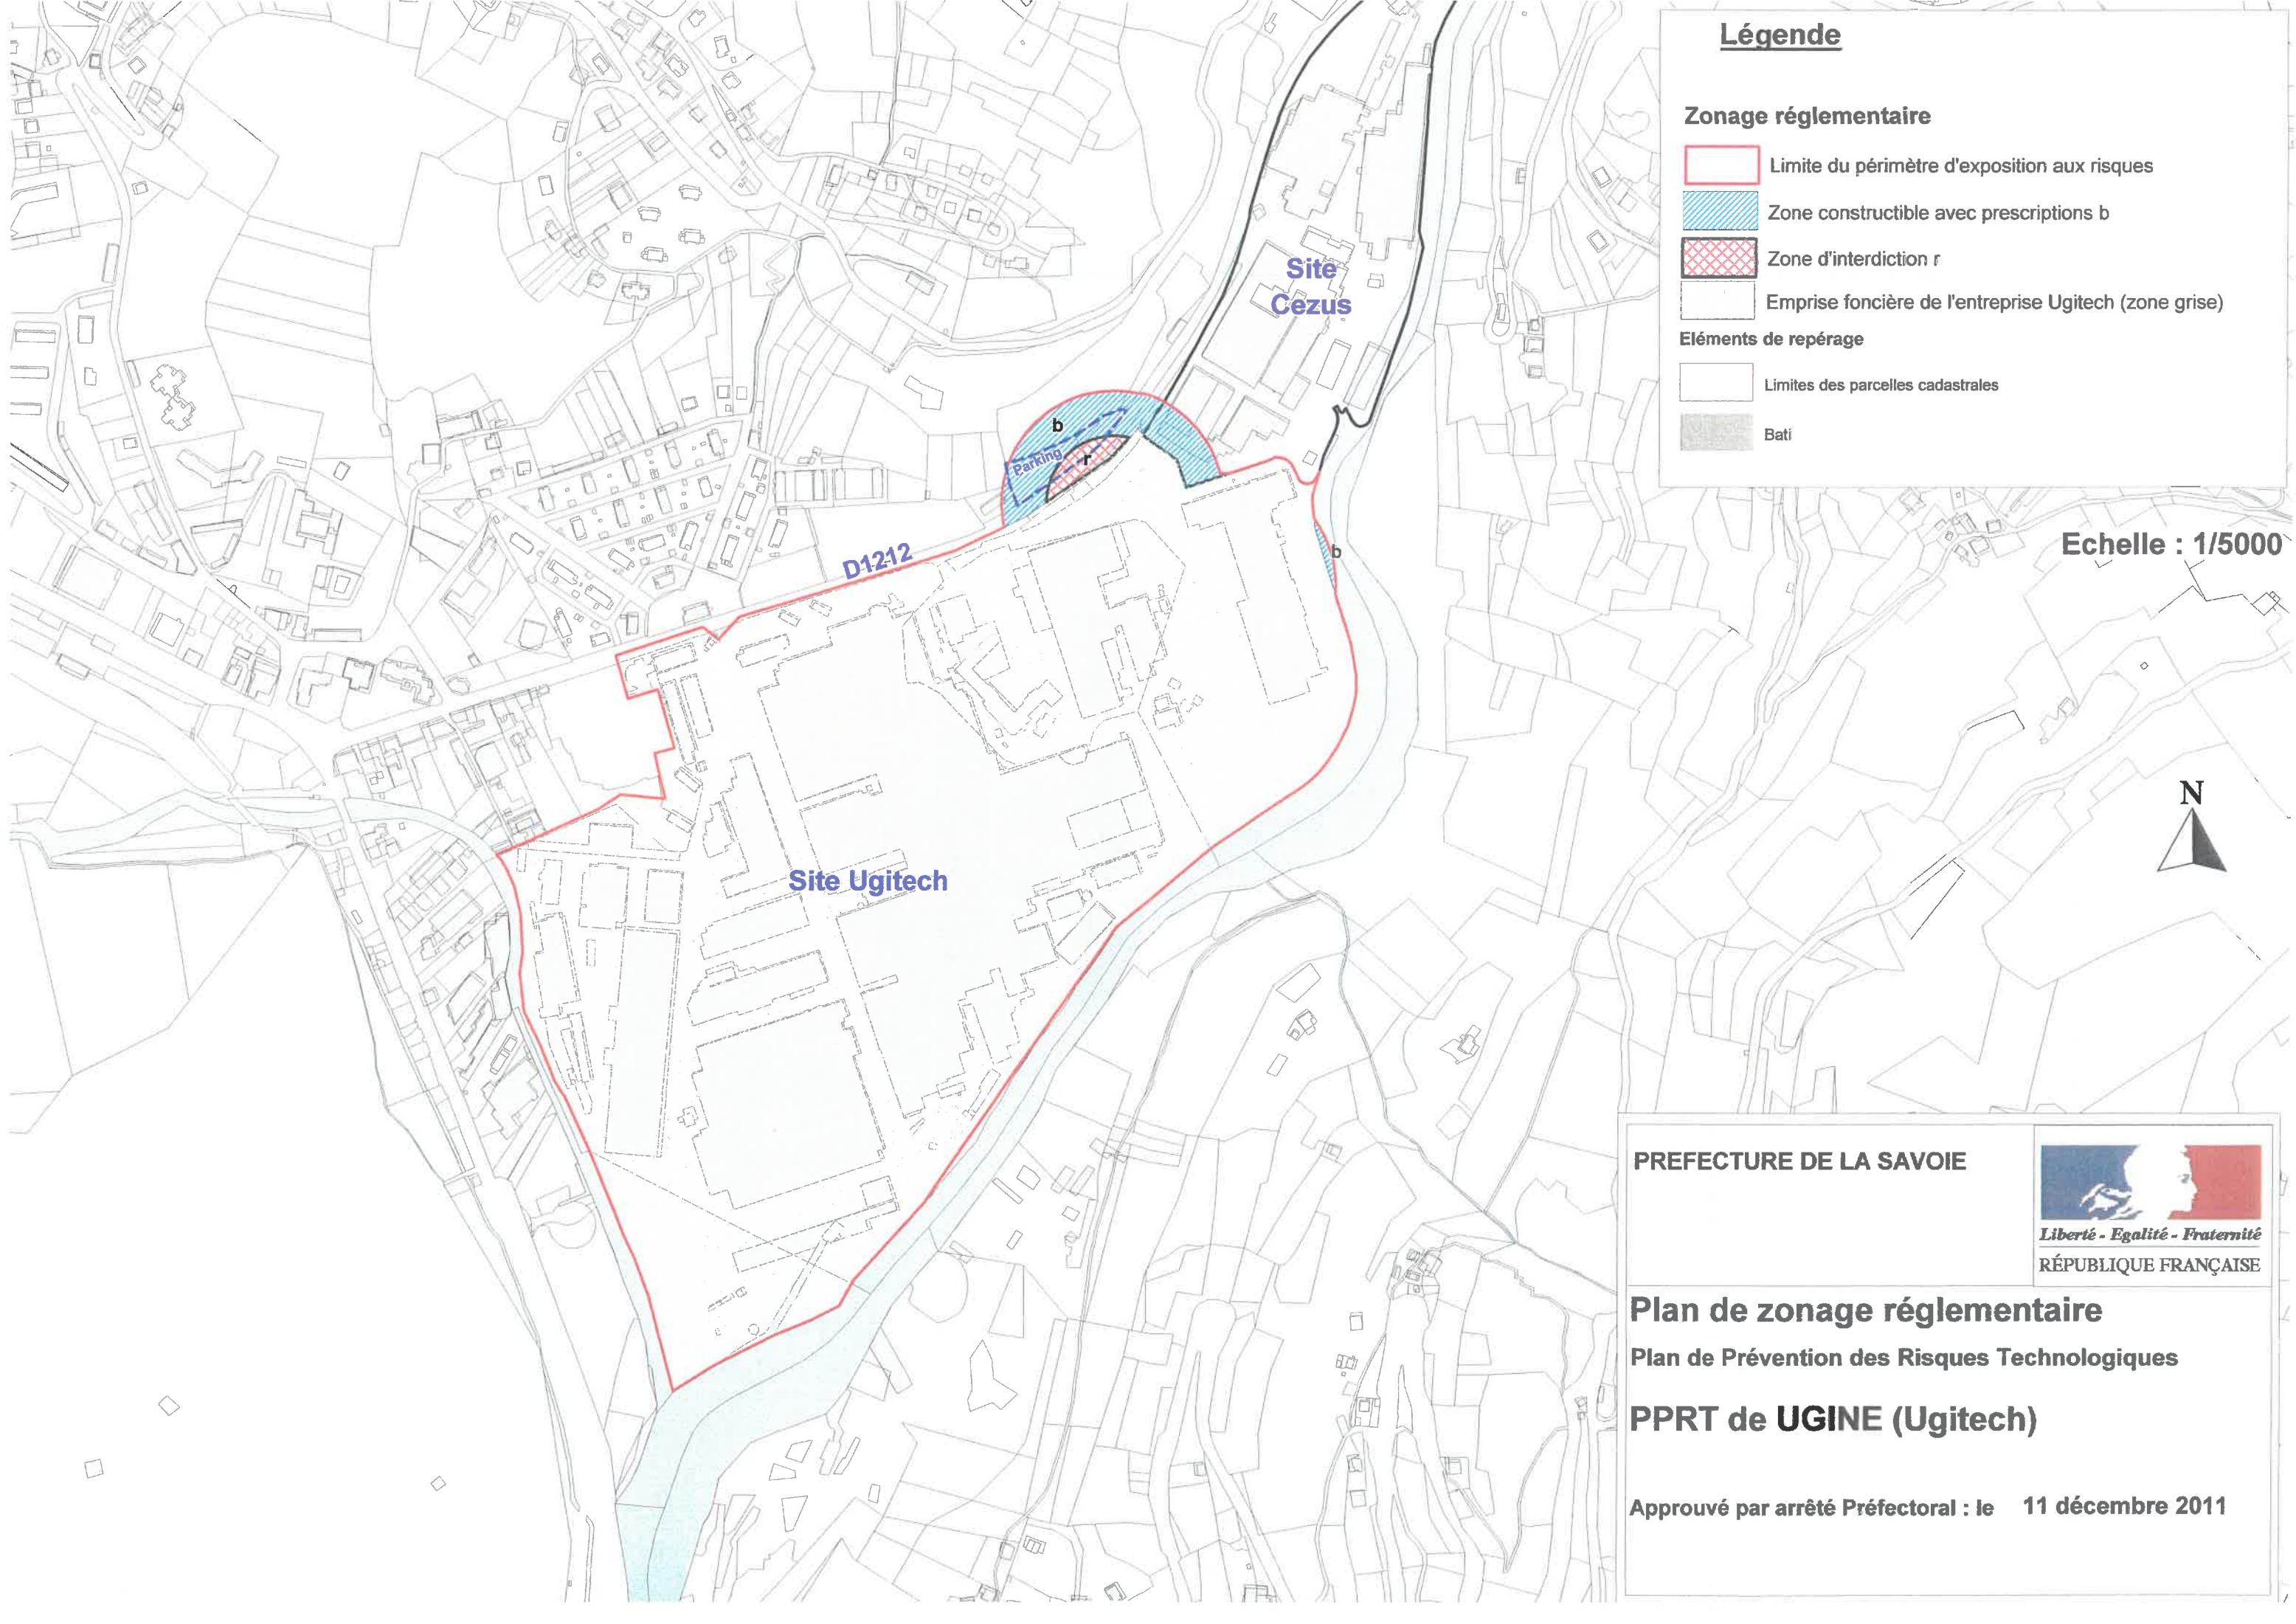 Légende
Zonage réglementaire
Limite du périmètre d'exposition aux risques
Zone constructible avec prescriptions b
Zone d'interdiction r
Emprise foncière de l'entreprise Ugitech (zone grise)
Eléments de repérage
Limites des parcelles cadastrales
Bati
Echelle : 1/5000
Site
Cezus
b
Parking
r
b
D1212
Site Ugitech
N
PREFECTURE DE LA SAVOIE
Liberté - Egalité - Fraternité
RÉPUBLIQUE FRANÇAISE
Plan de zonage réglementaire
Plan de Prévention des Risques Technologiques
PPRT de UGINE (Ugitech)
Approuvé par arrêté Préfectoral : le 11 décembre 2011